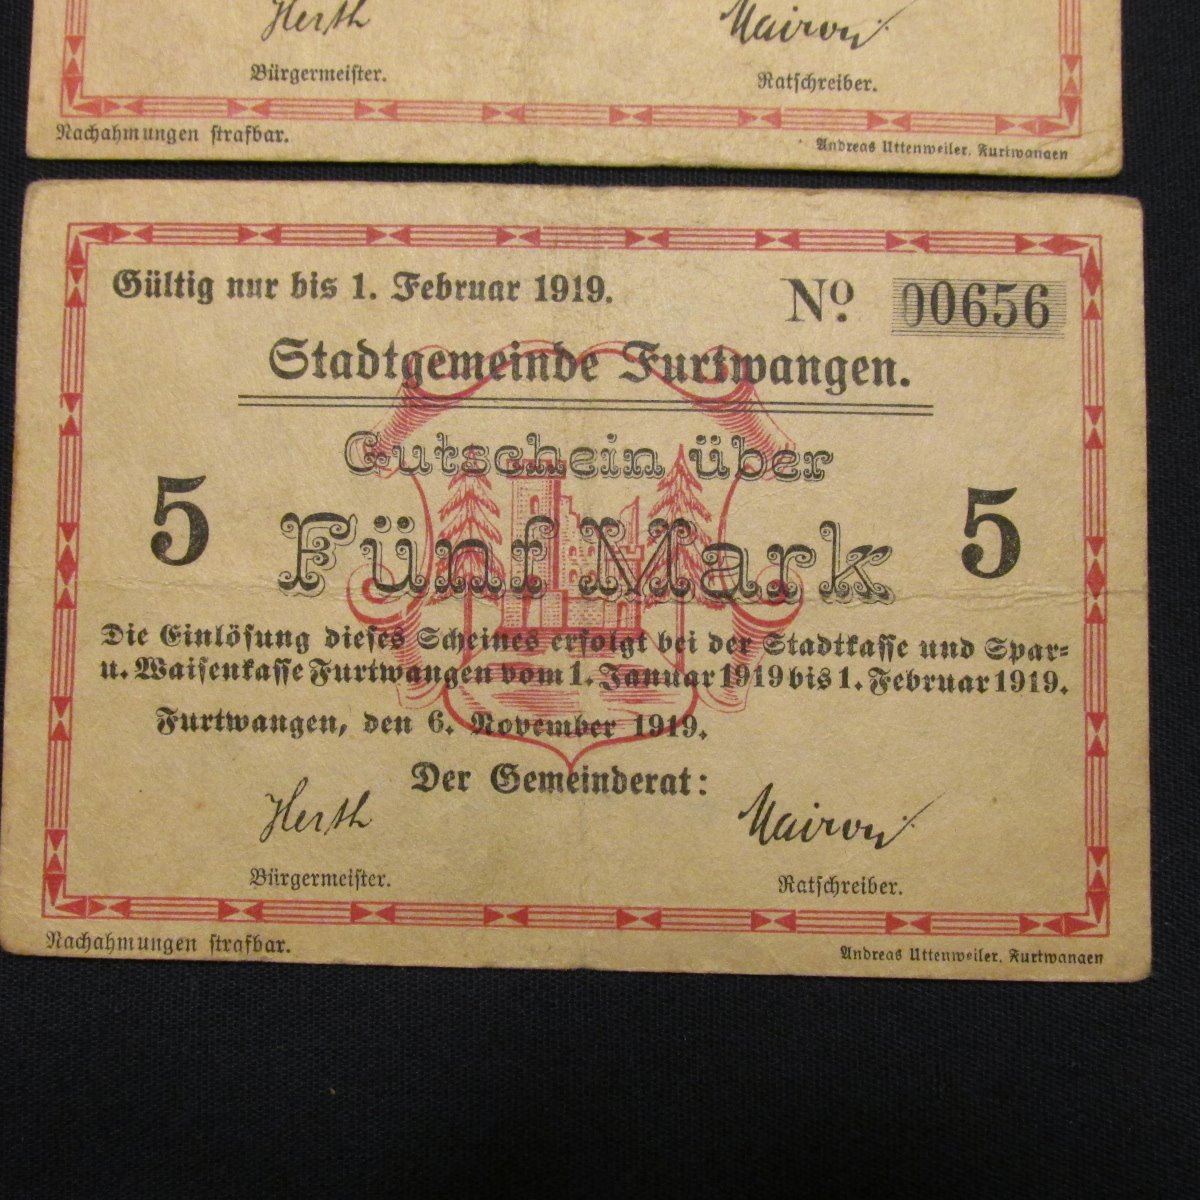 Herth Mairon
Bürgermeister. Ratschreiber.
Nachahmungen strafbar. Andreas Uttenweiler, Furtwangen
Gültig nur bis 1. Februar 1919. No. 00656
Stadtgemeinde Furtwangen.
Gutschein über
5 Fünf Mark 5
Die Einlösung dieses Scheines erfolgt bei der Stadtkasse und Spar-
u. Waisenkasse Furtwangen vom 1. Januar 1919 bis 1. Februar 1919.
Furtwangen, den 6. November 1919.
Der Gemeinderat:
Herth Mairon
Bürgermeister. Ratschreiber.
Nachahmungen strafbar. Andreas Uttenweiler, Furtwangen